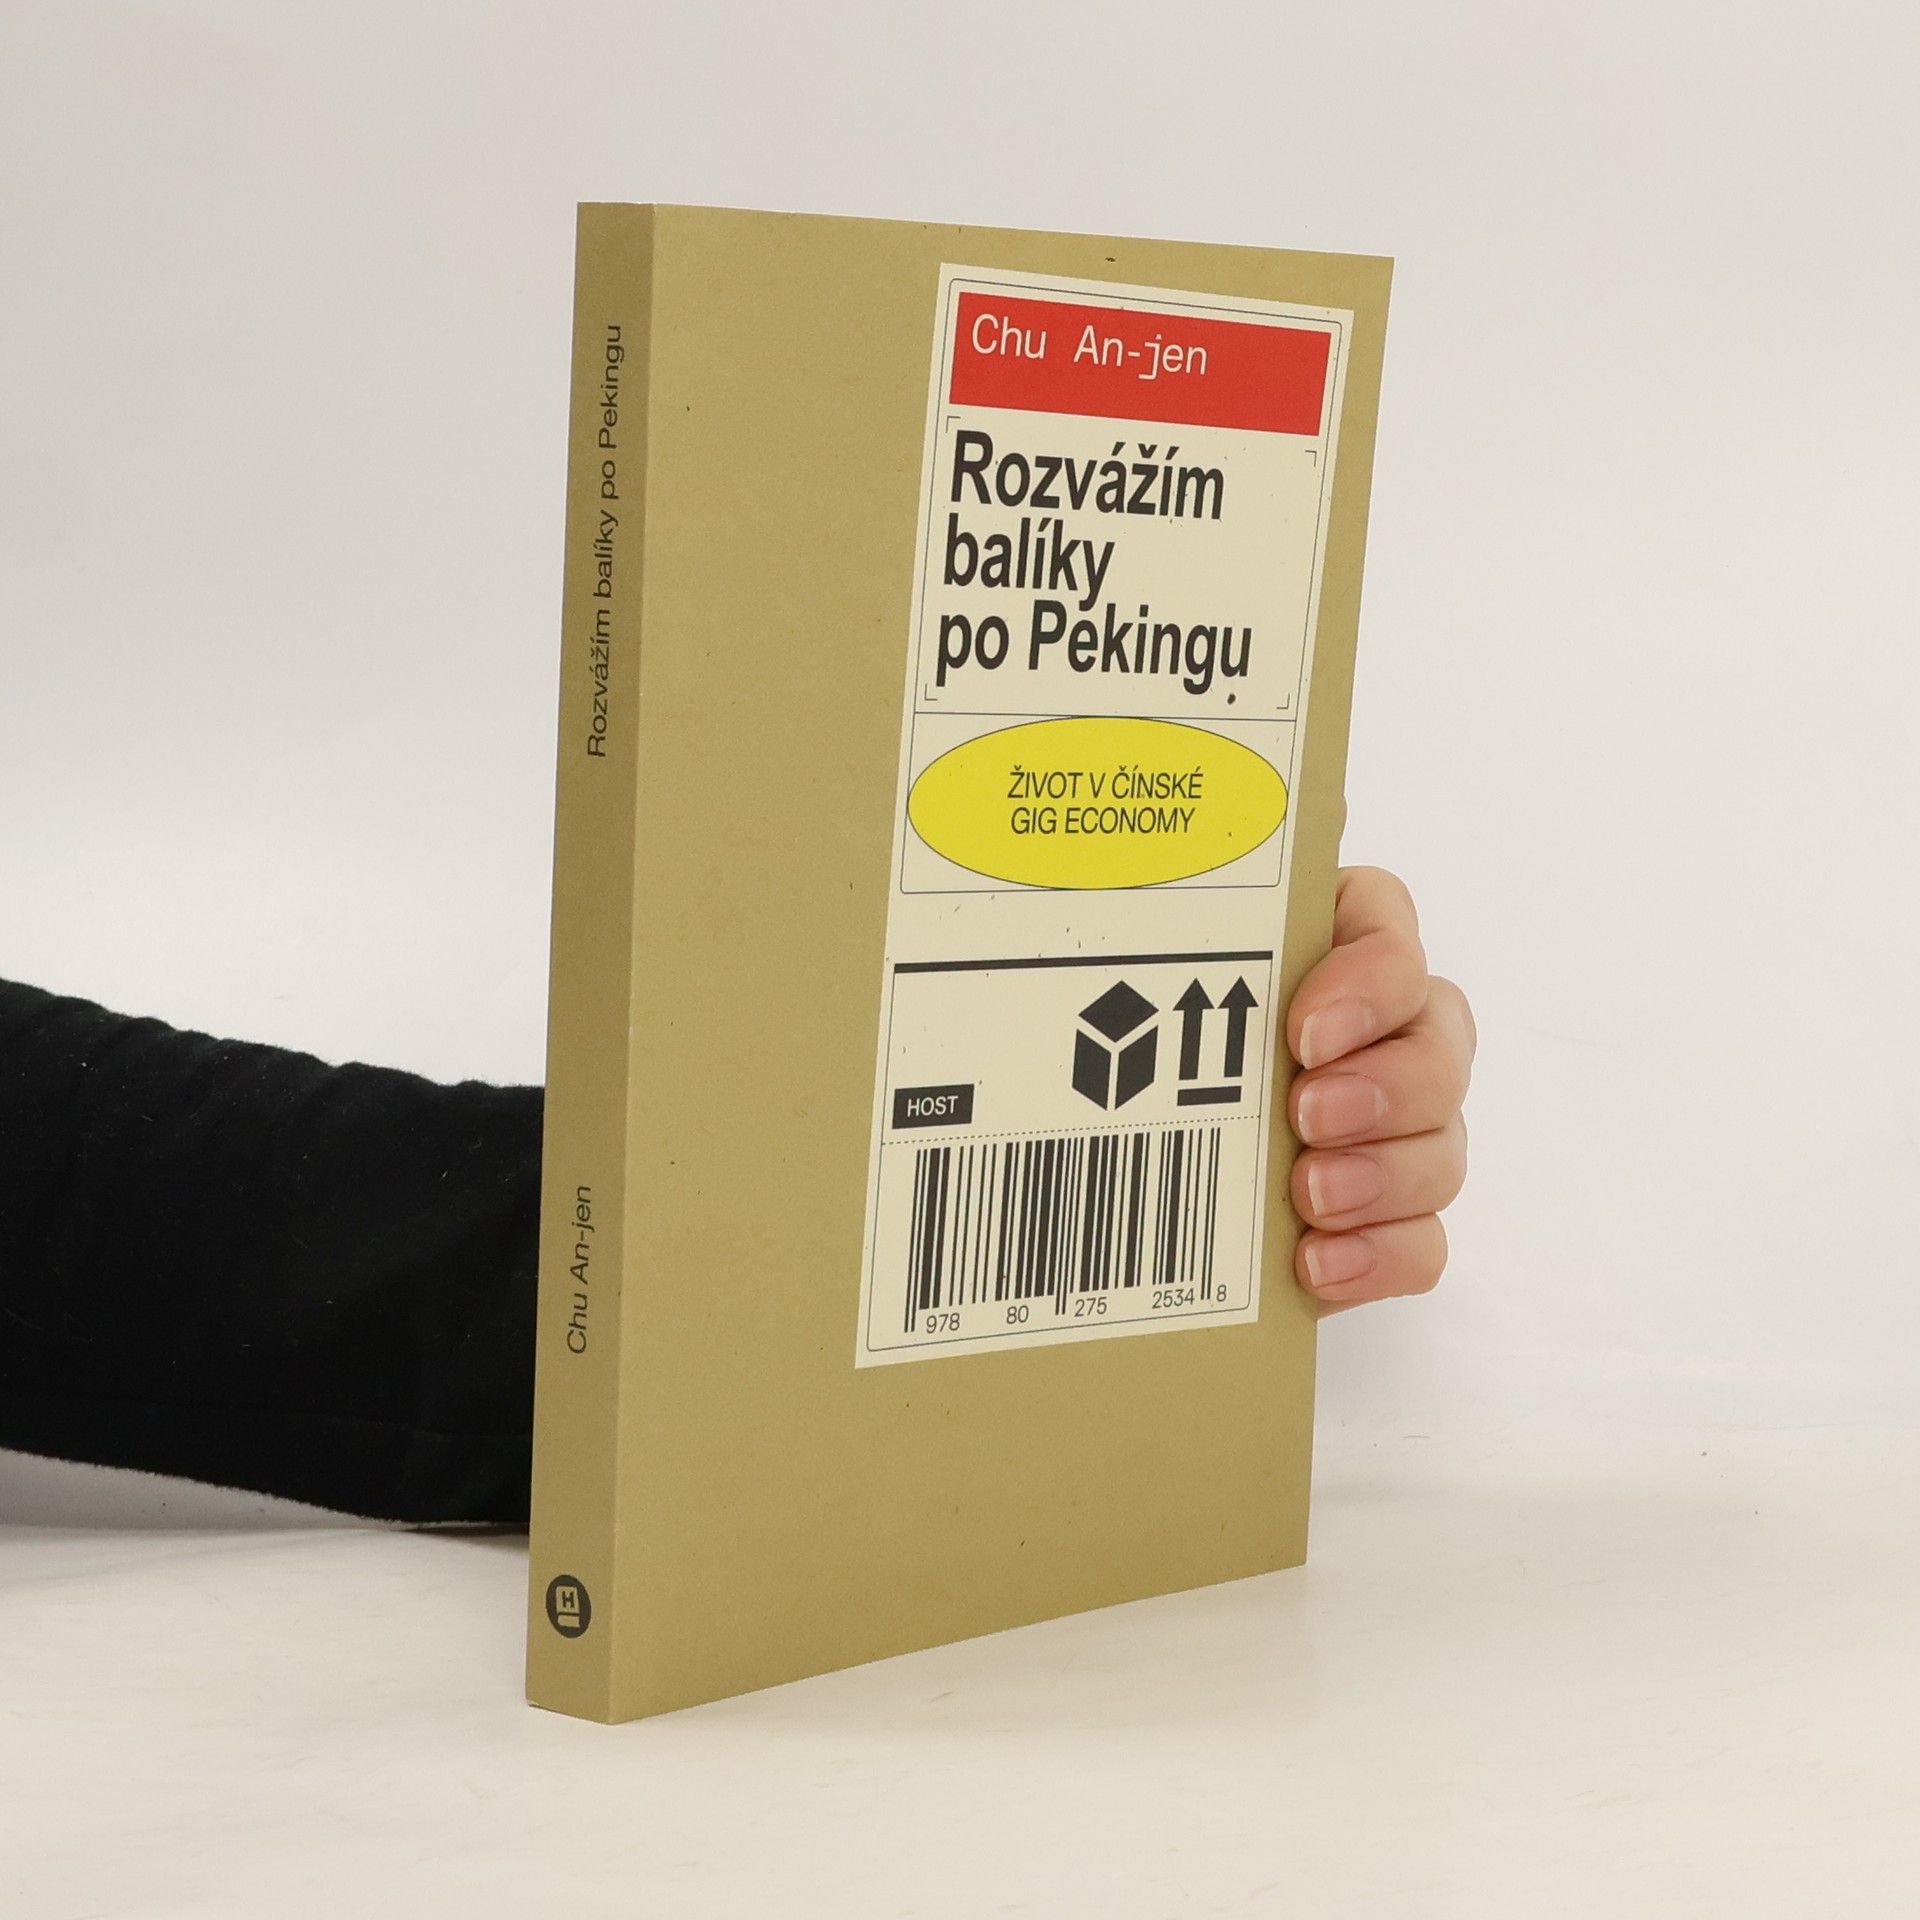 Chu An-jen
Rozvážím
balíky
po Pekingu
ŽIVOT V ČÍNSKÉ
GIG ECONOMY
HOST
978 80 275 2534 8
Rozvážím balíky po Pekingu
Chu An-jen